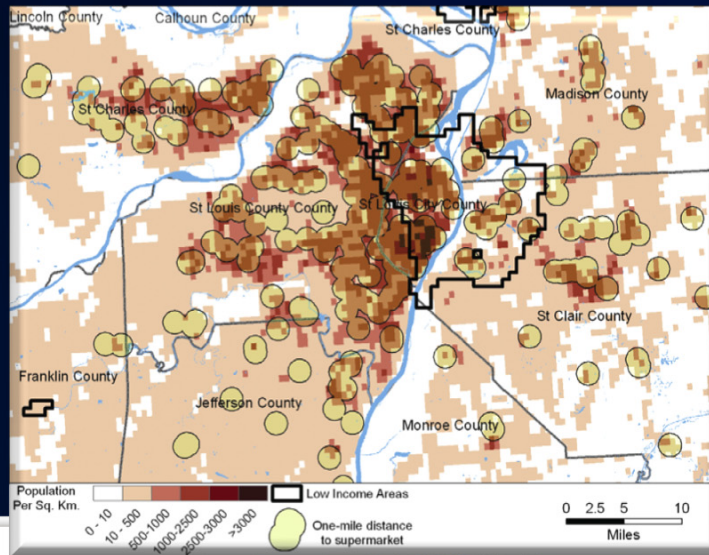 Lincoln County
Calhoun County
St Charles County
St Charles County
Madison County
St Louis County County
St Louis City County
St Clair County
Franklin County
Jefferson County
Monroe County
Population
Per Sq. Km.
0 - 10
10 - 500
500-1000
1000-2500
2500-3000
>3000
Low Income Areas
One-mile distance
to supermarket
0 2.5 5 10
Miles